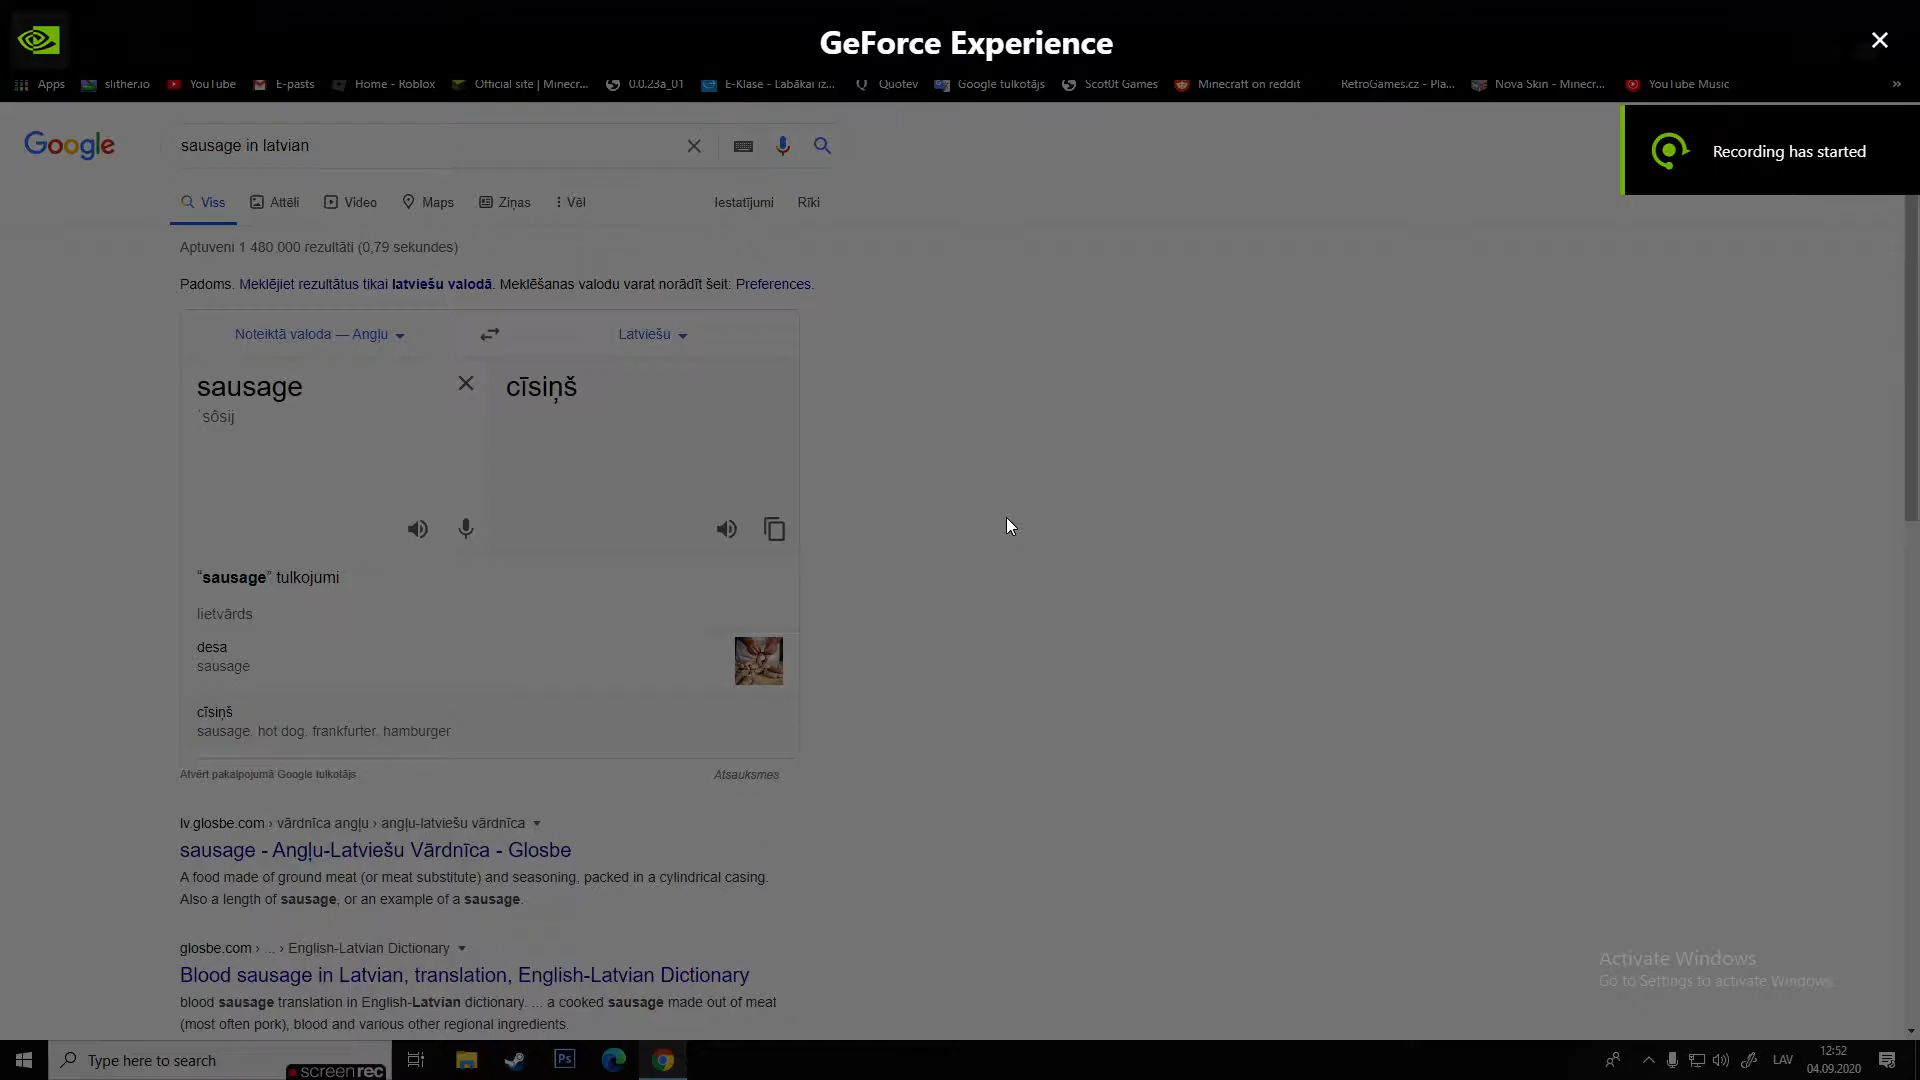 GeForce Experience
Apps slither.io YouTube E-pasts Home - Roblox Official site | Minecr... 0.0.23a_01 E-Klase - Labākai iz... Quotev Google tulkotājs Scot0t Games Minecraft on reddit RetroGames.cz - Pla... Nova Skin - Minecr... YouTube Music »
Recording has started
Google sausage in latvian
Viss Attēli Video Maps Ziņas Vēl Iestatījumi Rīki
Aptuveni 1 480 000 rezultāti (0,79 sekundes)
Padoms. Meklējiet rezultātus tikai latviešu valodā. Meklēšanas valodu varat norādīt šeit: Preferences.
Noteiktā valoda — Angļu Latviešu
sausage cīsiņš
ˈsôsij
“sausage” tulkojumi
lietvārds
desa
sausage
cīsiņš
sausage, hot dog, frankfurter, hamburger
Atvērt pakalpojumā Google tulkotājs Atsauksmes
lv.glosbe.com › vārdnīca angļu › angļu-latviešu vārdnīca
sausage - Angļu-Latviešu Vārdnīca - Glosbe
A food made of ground meat (or meat substitute) and seasoning, packed in a cylindrical casing.
Also a length of sausage, or an example of a sausage.
glosbe.com › ... › English-Latvian Dictionary
Blood sausage in Latvian, translation, English-Latvian Dictionary
blood sausage translation in English-Latvian dictionary. ... a cooked sausage made out of meat
(most often pork), blood and various other regional ingredients.
Activate Windows
Go to Settings to activate Windows.
Type here to search
screenrec
Ps
LAV
12:52
04.09.2020